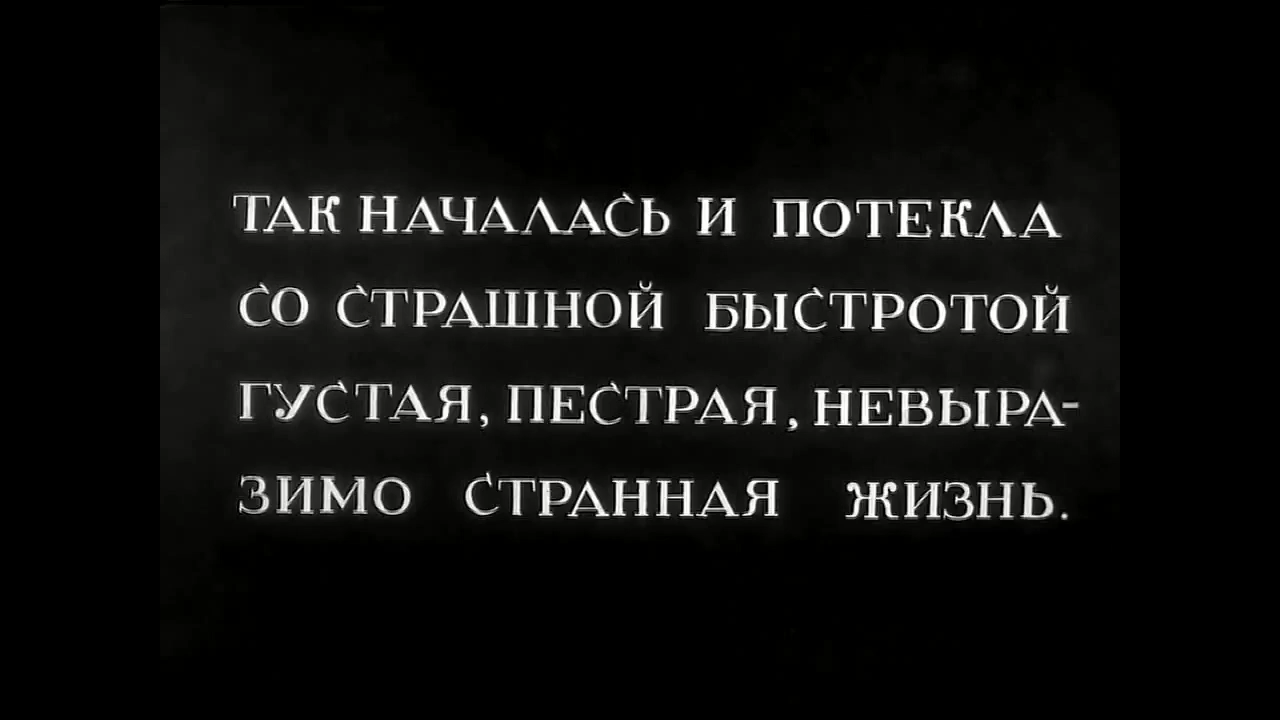 ТАК НАЧАЛАСЬ И ПОТЕКЛА
СО СТРАШНОЙ БЫСТРОТОЙ
ГУСТАЯ, ПЕСТРАЯ, НЕВЫРА-
ЗИМО СТРАННАЯ ЖИЗНЬ.